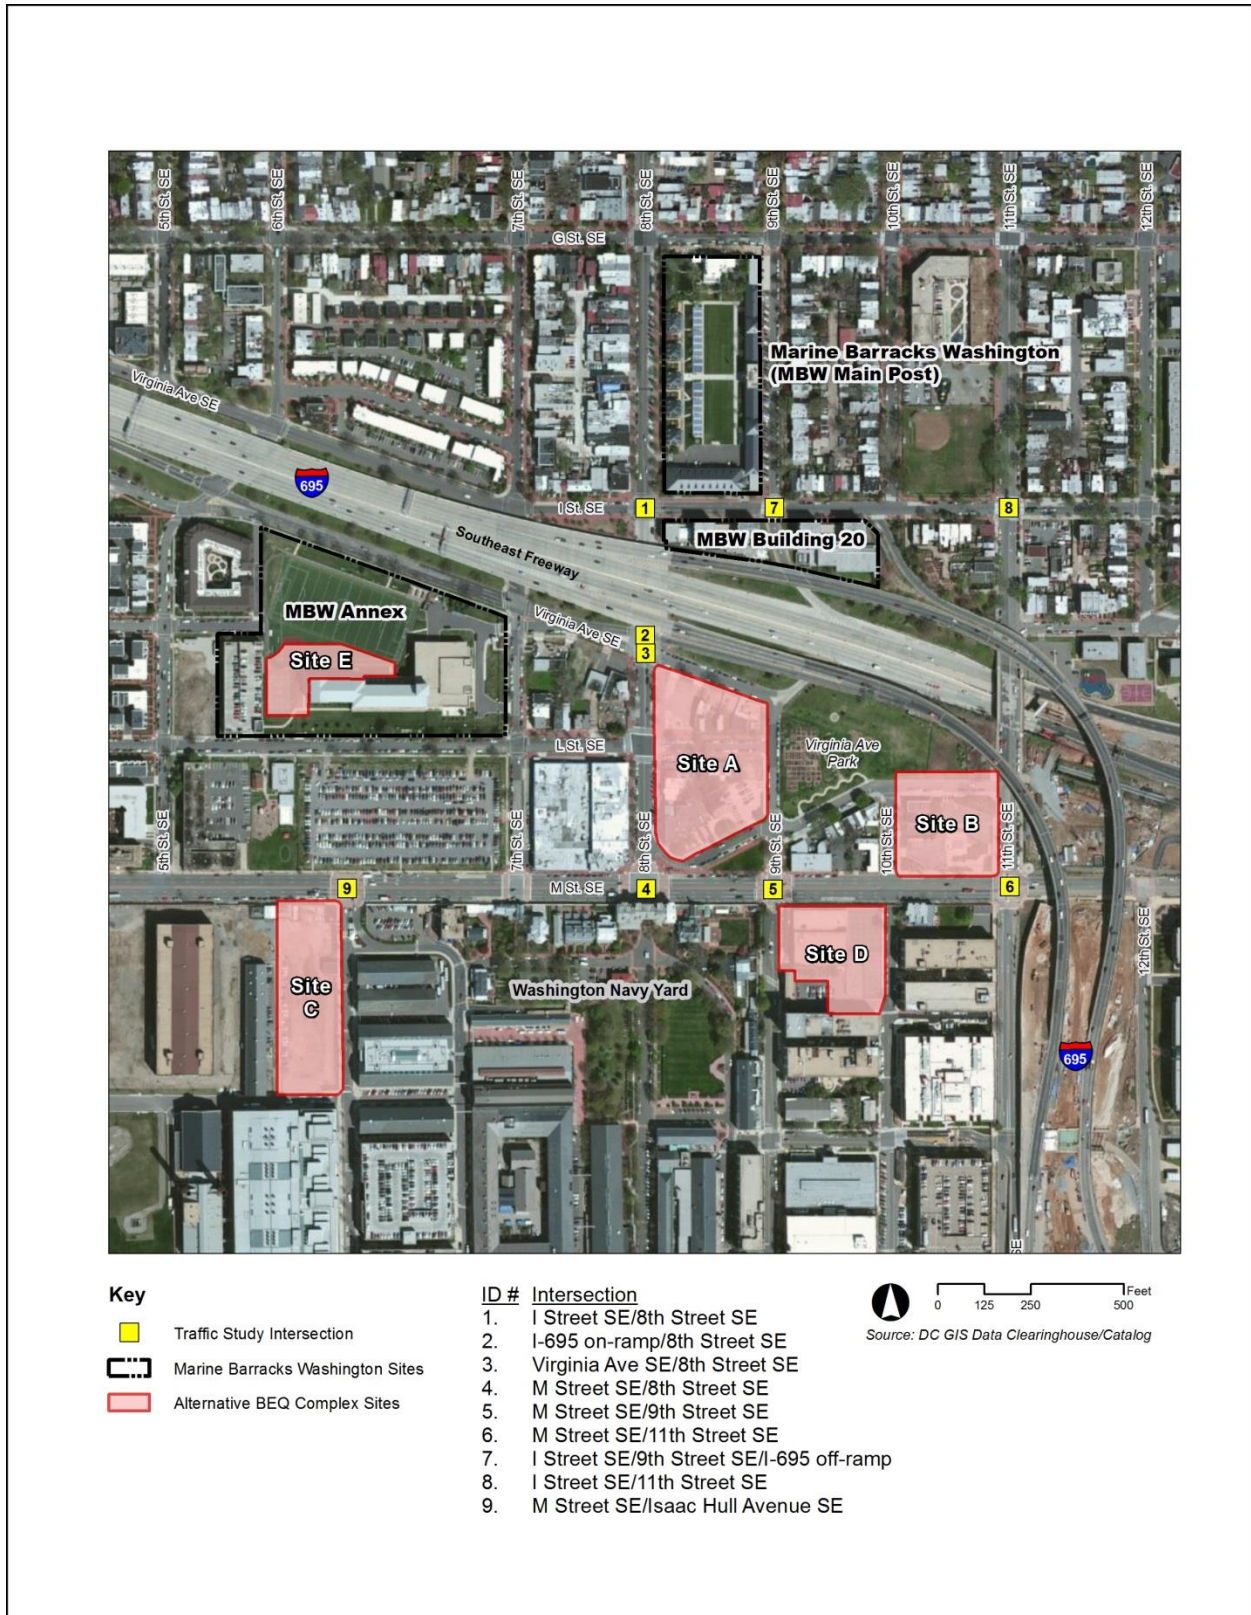 5th St. SE
6th St. SE
7th St. SE
8th St. SE
9th St. SE
10th St. SE
11th St. SE
12th St. SE
G St. SE
Marine Barracks Washington
(MBW Main Post)
Virginia Ave SE
695
I St. SE
1
7
8
MBW Building 20
Southeast Freeway
MBW Annex
Virginia Ave SE
2
3
Site E
L St. SE
Site A
Virginia Ave
Park
Site B
5th St. SE
7th St. SE
8th St. SE
9th St. SE
10th St. SE
11th St. SE
9
M St. SE
4
5
6
12th St. SE
Site D
Site
C
Washington Navy Yard
695
SE
Key
Traffic Study Intersection
Marine Barracks Washington Sites
Alternative BEQ Complex Sites
ID # Intersection
1. I Street SE/8th Street SE
2. I-695 on-ramp/8th Street SE
3. Virginia Ave SE/8th Street SE
4. M Street SE/8th Street SE
5. M Street SE/9th Street SE
6. M Street SE/11th Street SE
7. I Street SE/9th Street SE/I-695 off-ramp
8. I Street SE/11th Street SE
9. M Street SE/Isaac Hull Avenue SE
Feet
0 125 250 500
Source: DC GIS Data Clearinghouse/Catalog